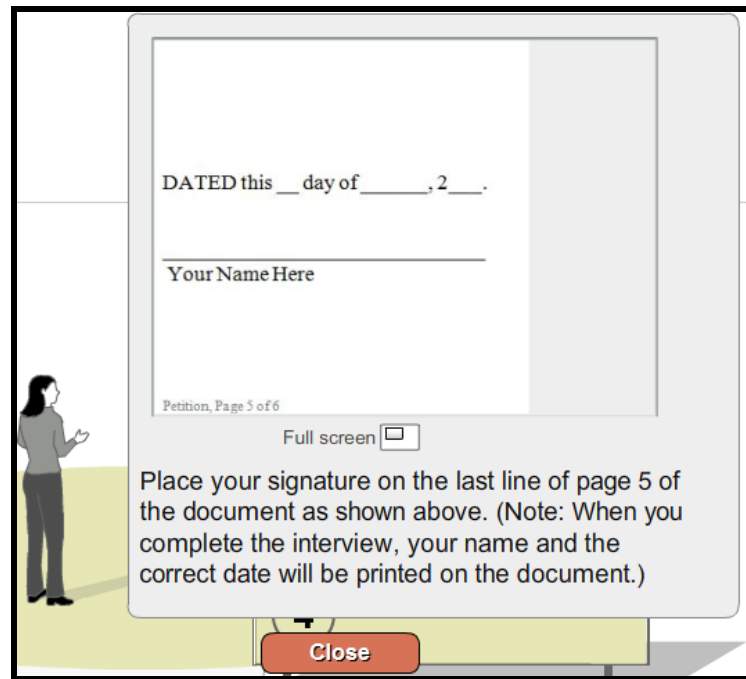 DATED this __ day of ______, 2___.
Your Name Here
Petition, Page 5 of 6
Full screen
Place your signature on the last line of page 5 of
the document as shown above. (Note: When you
complete the interview, your name and the
correct date will be printed on the document.)
Close